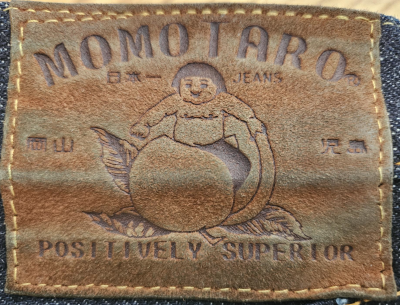 MOMOTARO®
日本一 JEANS
岡山 児島
POSITIVELY SUPERIOR